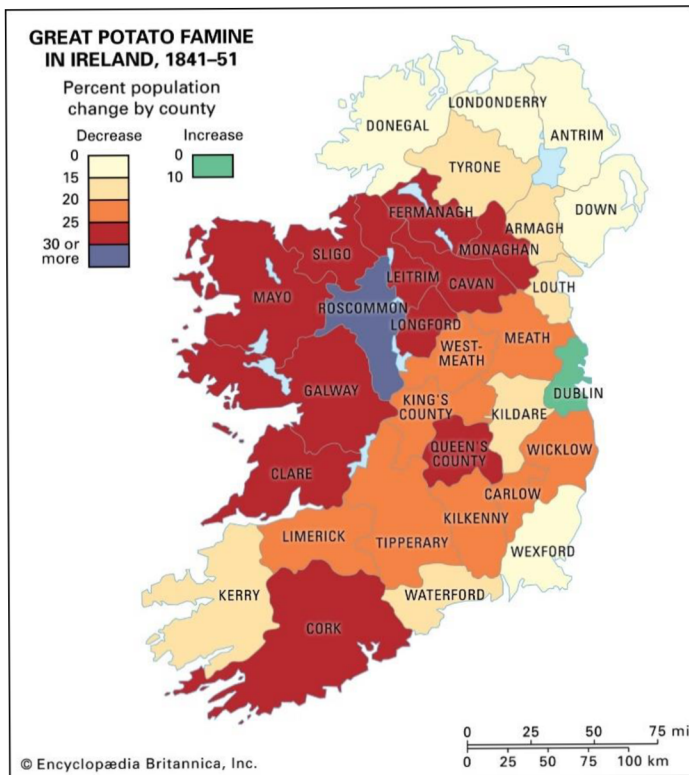 GREAT POTATO FAMINE
IN IRELAND, 1841–51
Percent population
change by county
Decrease
Increase
0
15
20
25
30 or
more
0
10
DONEGAL
LONDONDERRY
ANTRIM
TYRONE
DOWN
FERMANAGH
ARMAGH
MONAGHAN
SLIGO
LEITRIM
CAVAN
LOUTH
MAYO
ROSCOMMON
LONGFORD
MEATH
WEST-
MEATH
GALWAY
DUBLIN
KING'S
COUNTY
KILDARE
QUEEN'S
COUNTY
WICKLOW
CLARE
CARLOW
KILKENNY
LIMERICK
TIPPERARY
WEXFORD
KERRY
WATERFORD
CORK
0 25 50 75 mi
0 25 50 75 100 km
© Encyclopædia Britannica, Inc.